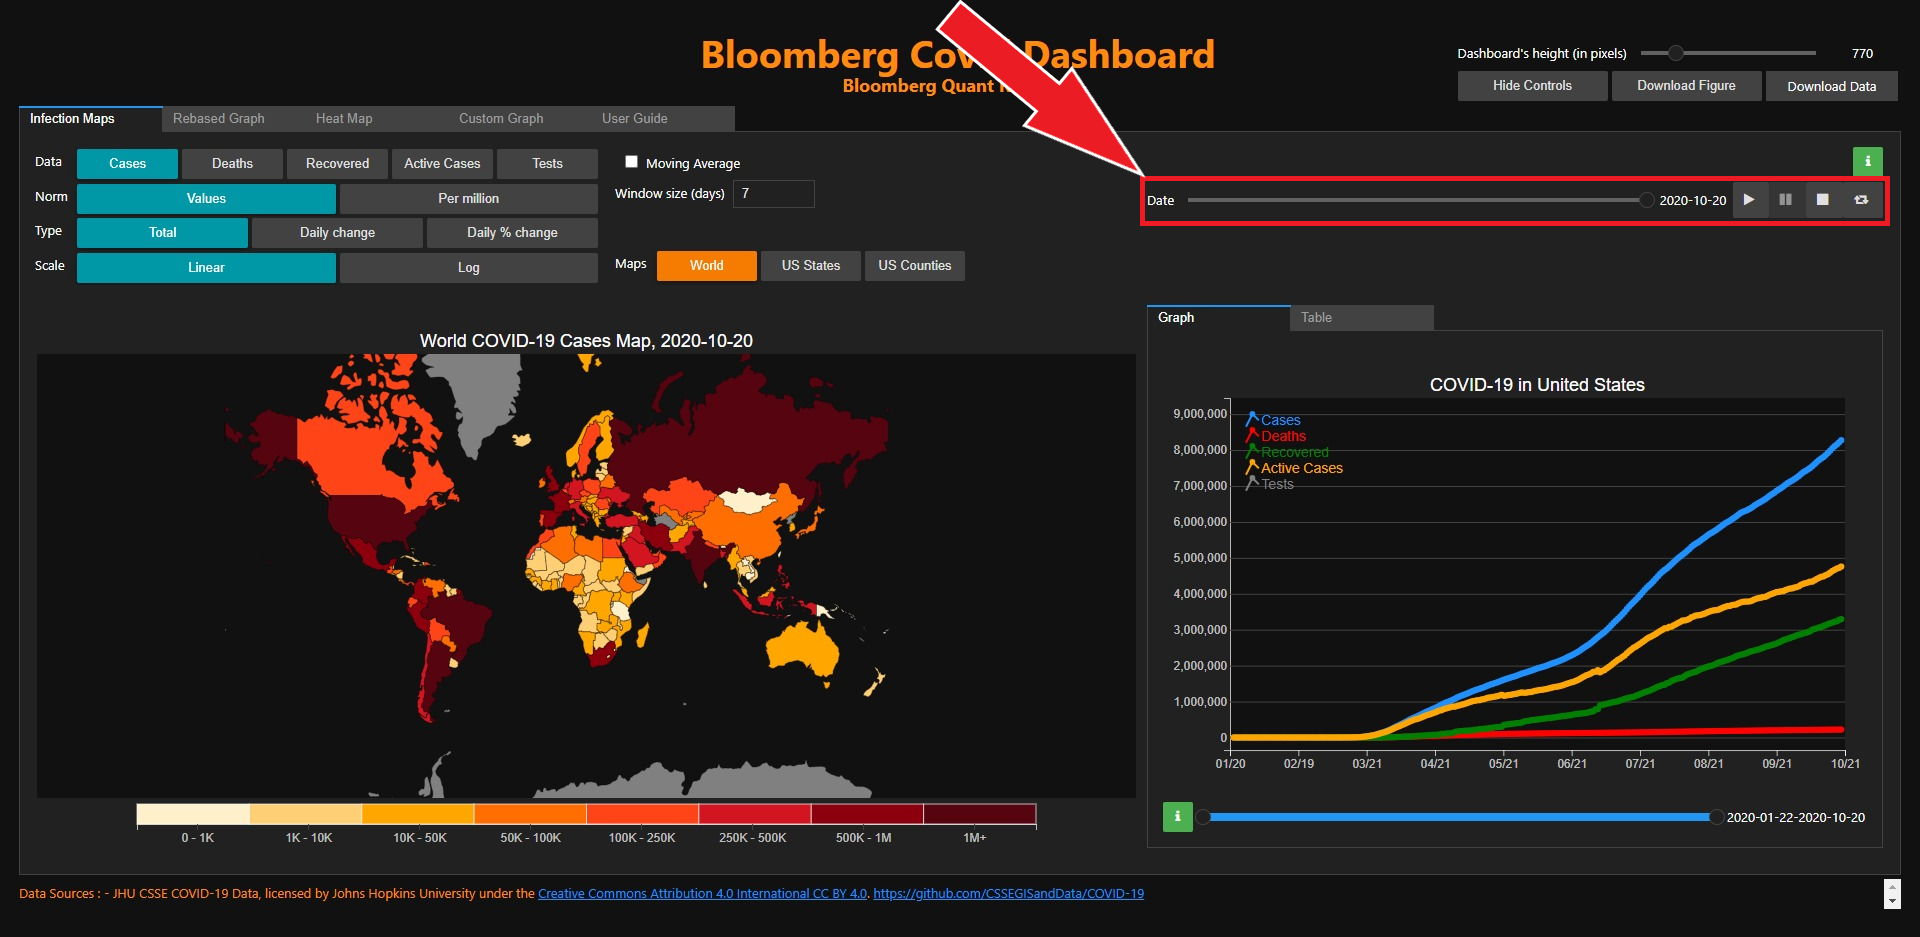 Bloomberg Cov Dashboard
Bloomberg Quant
Dashboard's height (in pixels) 770
Hide Controls Download Figure Download Data
Infection Maps Rebased Graph Heat Map Custom Graph User Guide
Data Cases Deaths Recovered Active Cases Tests
Moving Average
Norm Values Per million
Window size (days) 7
Type Total Daily change Daily % change
Scale Linear Log
Maps World US States US Counties
i
Date 2020-10-20
World COVID-19 Cases Map, 2020-10-20
0 - 1K 1K - 10K 10K - 50K 50K - 100K 100K - 250K 250K - 500K 500K - 1M 1M+
Graph Table
COVID-19 in United States
Cases
Deaths
Recovered
Active Cases
Tests
9,000,000
8,000,000
7,000,000
6,000,000
5,000,000
4,000,000
3,000,000
2,000,000
1,000,000
0
01/20 02/19 03/21 04/21 05/21 06/21 07/21 08/21 09/21 10/21
i 2020-01-22-2020-10-20
Data Sources : - JHU CSSE COVID-19 Data, licensed by Johns Hopkins University under the Creative Commons Attribution 4.0 International CC BY 4.0. https://github.com/CSSEGISandData/COVID-19